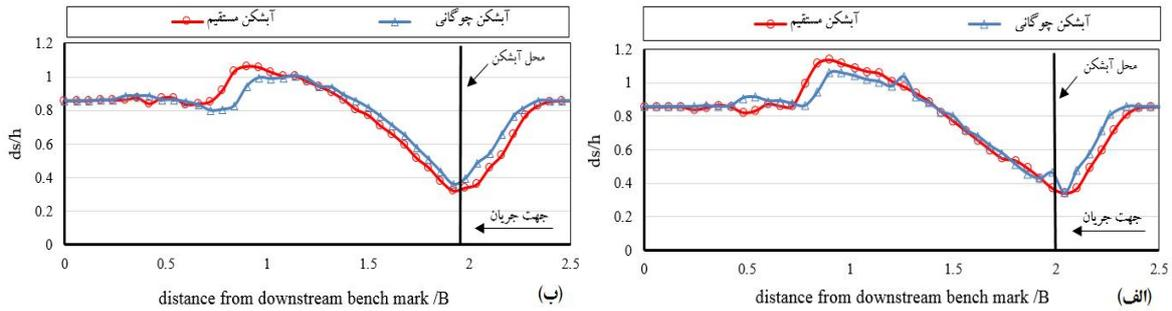 آبشکن مستقیم آبشکن چوگانی
1.2
1
0.8
0.6
0.4
0.2
0
ds/h
محل آبشکن
جهت جریان
0 0.5 1 1.5 2 2.5
distance from downstream bench mark /B
(ب)
آبشکن مستقیم آبشکن چوگانی
1.2
1
0.8
0.6
0.4
0.2
0
ds/h
محل آبشکن
جهت جریان
0 0.5 1 1.5 2 2.5
distance from downstream bench mark /B
(الف)